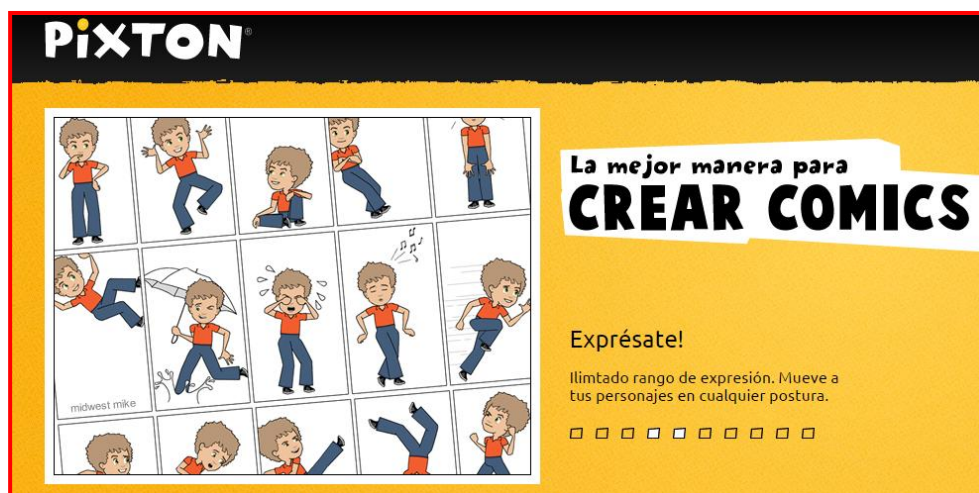 PiXTON®
La mejor manera para
CREAR COMICS
midwest mike
Exprésate!
Ilimtado rango de expresión. Mueve a
tus personajes en cualquier postura.